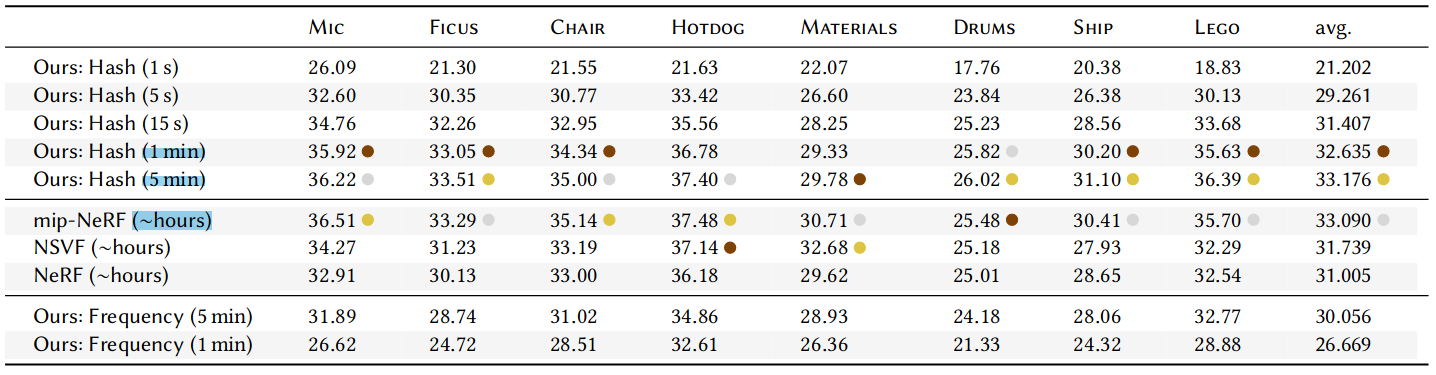 Mic Ficus Chair Hotdog Materials Drums Ship Lego avg.
Ours: Hash (1 s) 26.09 21.30 21.55 21.63 22.07 17.76 20.38 18.83 21.202
Ours: Hash (5 s) 32.60 30.35 30.77 33.42 26.60 23.84 26.38 30.13 29.261
Ours: Hash (15 s) 34.76 32.26 32.95 35.56 28.25 25.23 28.56 33.68 31.407
Ours: Hash (1 min) 35.92 33.05 34.34 36.78 29.33 25.82 30.20 35.63 32.635
Ours: Hash (5 min) 36.22 33.51 35.00 37.40 29.78 26.02 31.10 36.39 33.176
mip-NeRF (~hours) 36.51 33.29 35.14 37.48 30.71 25.48 30.41 35.70 33.090
NSVF (~hours) 34.27 31.23 33.19 37.14 32.68 25.18 27.93 32.29 31.739
NeRF (~hours) 32.91 30.13 33.00 36.18 29.62 25.01 28.65 32.54 31.005
Ours: Frequency (5 min) 31.89 28.74 31.02 34.86 28.93 24.18 28.06 32.77 30.056
Ours: Frequency (1 min) 26.62 24.72 28.51 32.61 26.36 21.33 24.32 28.88 26.669